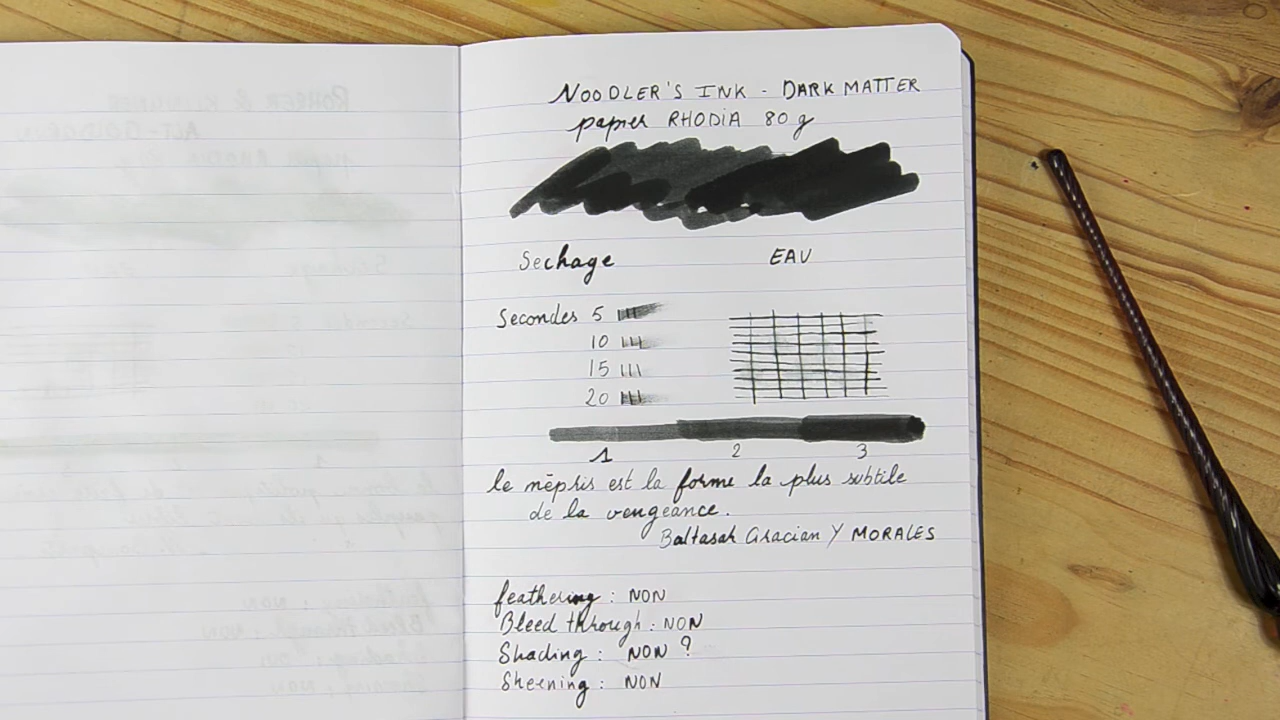 NOODLER'S INK - DARK MATTER
papier RHODIA 80 g
Sechage EAU
Secondes 5
10
15
20
1 2 3
le mépris est la forme la plus subtile
de la vengeance.
Baltasar Gracian Y MORALES
feathering : NON
Bleed through : NON
Shading : NON ?
Sheening : NON